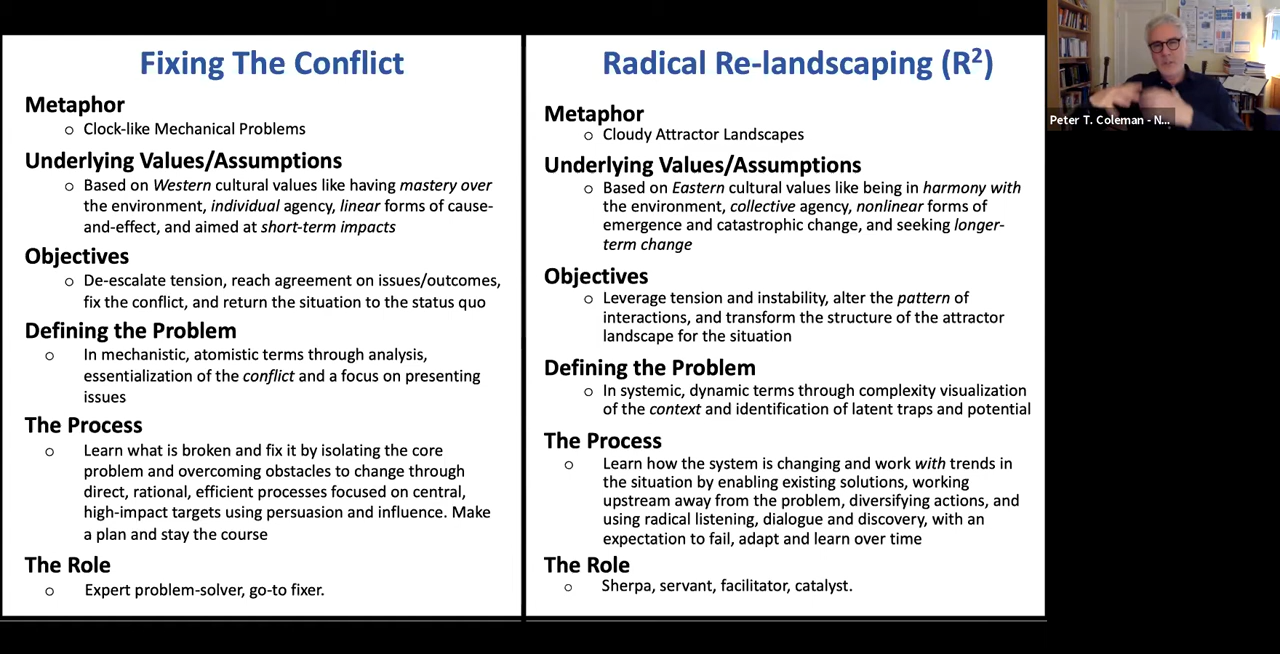 Fixing The Conflict
Metaphor
o Clock-like Mechanical Problems
Underlying Values/Assumptions
o Based on Western cultural values like having mastery over
the environment, individual agency, linear forms of cause-
and-effect, and aimed at short-term impacts
Objectives
o De-escalate tension, reach agreement on issues/outcomes,
fix the conflict, and return the situation to the status quo
Defining the Problem
o In mechanistic, atomistic terms through analysis,
essentialization of the conflict and a focus on presenting
issues
The Process
o Learn what is broken and fix it by isolating the core
problem and overcoming obstacles to change through
direct, rational, efficient processes focused on central,
high-impact targets using persuasion and influence. Make
a plan and stay the course
The Role
o Expert problem-solver, go-to fixer.
Radical Re-landscaping (R²)
Metaphor
o Cloudy Attractor Landscapes
Underlying Values/Assumptions
o Based on Eastern cultural values like being in harmony with
the environment, collective agency, nonlinear forms of
emergence and catastrophic change, and seeking longer-
term change
Objectives
o Leverage tension and instability, alter the pattern of
interactions, and transform the structure of the attractor
landscape for the situation
Defining the Problem
o In systemic, dynamic terms through complexity visualization
of the context and identification of latent traps and potential
The Process
o Learn how the system is changing and work with trends in
the situation by enabling existing solutions, working
upstream away from the problem, diversifying actions, and
using radical listening, dialogue and discovery, with an
expectation to fail, adapt and learn over time
The Role
o Sherpa, servant, facilitator, catalyst.
Peter T. Coleman - N...